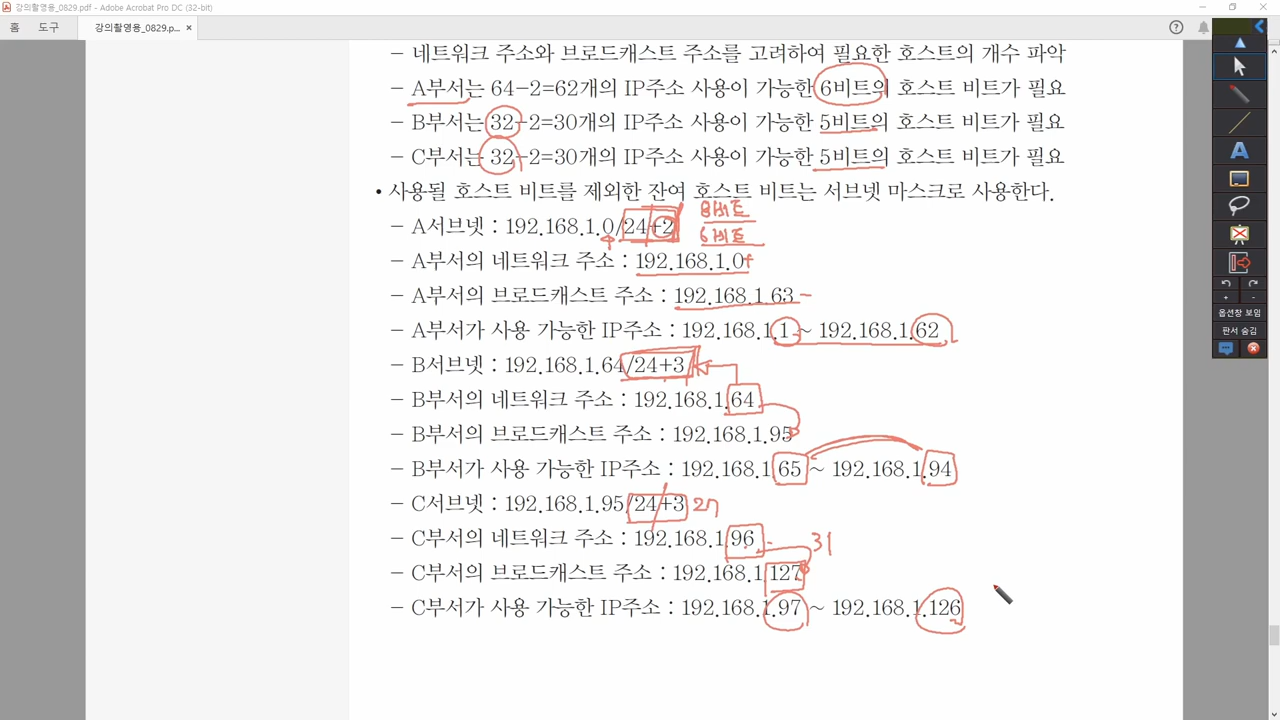 강의촬영용_0829.pdf - Adobe Acrobat Pro DC (32-bit)
홈 도구 강의촬영용_0829.p... ×
- 네트워크 주소와 브로드캐스트 주소를 고려하여 필요한 호스트의 개수 파악
- A부서는 64-2=62개의 IP주소 사용이 가능한 6비트의 호스트 비트가 필요
- B부서는 32-2=30개의 IP주소 사용이 가능한 5비트의 호스트 비트가 필요
- C부서는 32-2=30개의 IP주소 사용이 가능한 5비트의 호스트 비트가 필요
• 사용될 호스트 비트를 제외한 잔여 호스트 비트는 서브넷 마스크로 사용한다.
8비트
- A서브넷 : 192.168.1.0/24+2 6비트
- A부서의 네트워크 주소 : 192.168.1.0
- A부서의 브로드캐스트 주소 : 192.168.1.63
- A부서가 사용 가능한 IP주소 : 192.168.1.1 ~ 192.168.1.62
- B서브넷 : 192.168.1.64/24+3
- B부서의 네트워크 주소 : 192.168.1.64
- B부서의 브로드캐스트 주소 : 192.168.1.95
- B부서가 사용 가능한 IP주소 : 192.168.1.65 ~ 192.168.1.94
- C서브넷 : 192.168.1.95/24+3 27
- C부서의 네트워크 주소 : 192.168.1.96 31
- C부서의 브로드캐스트 주소 : 192.168.1.127
- C부서가 사용 가능한 IP주소 : 192.168.1.97 ~ 192.168.1.126
옵션창 보임
판서 숨김